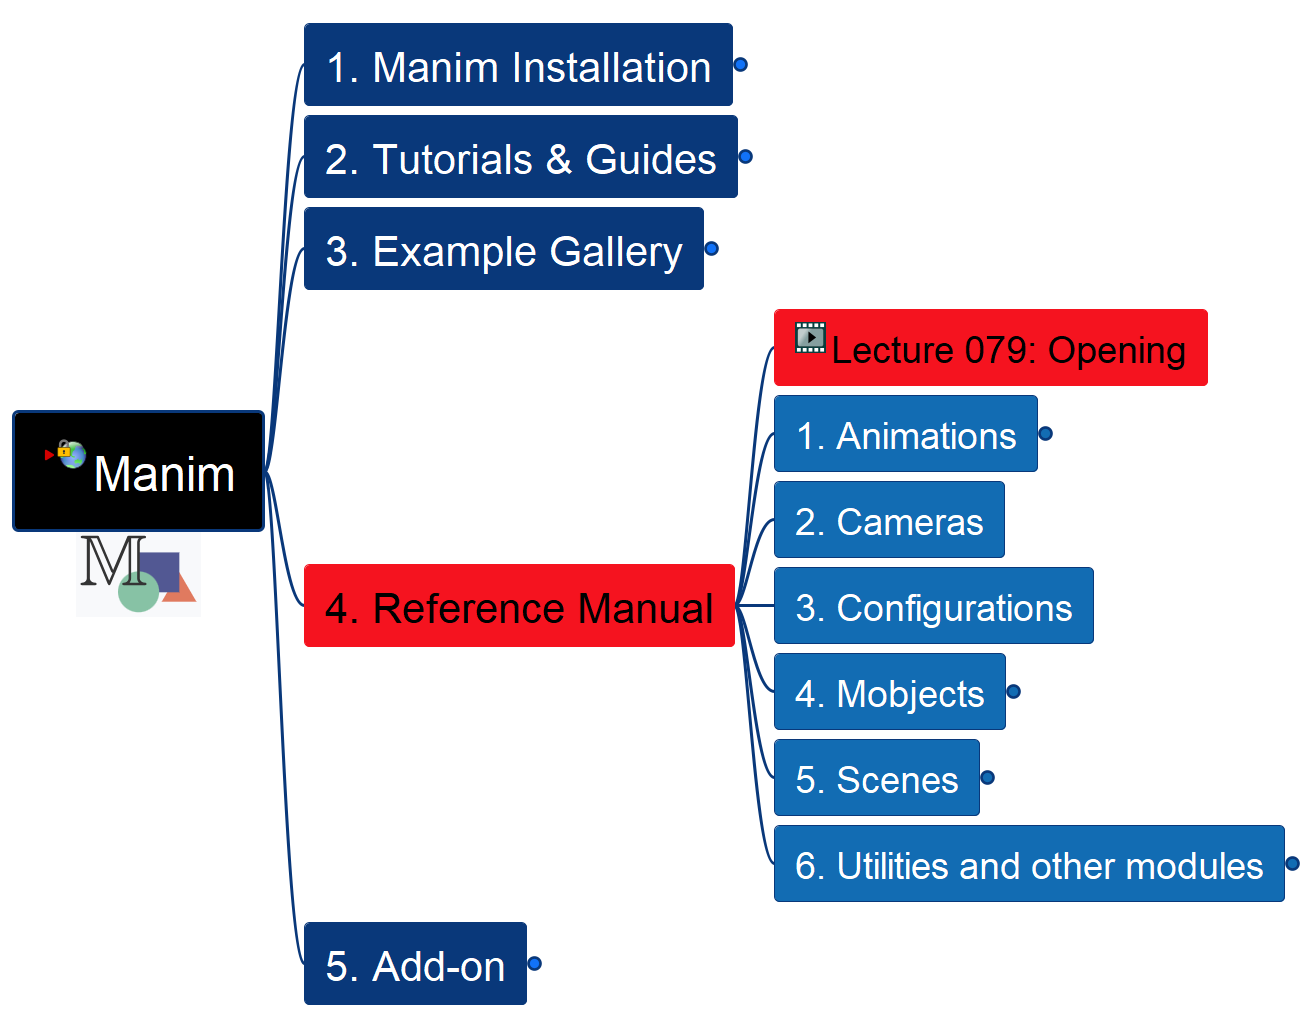 1. Manim Installation
2. Tutorials & Guides
3. Example Gallery
Lecture 079: Opening
1. Animations
2. Cameras
3. Configurations
4. Mobjects
5. Scenes
6. Utilities and other modules
Manim
M
4. Reference Manual
5. Add-on